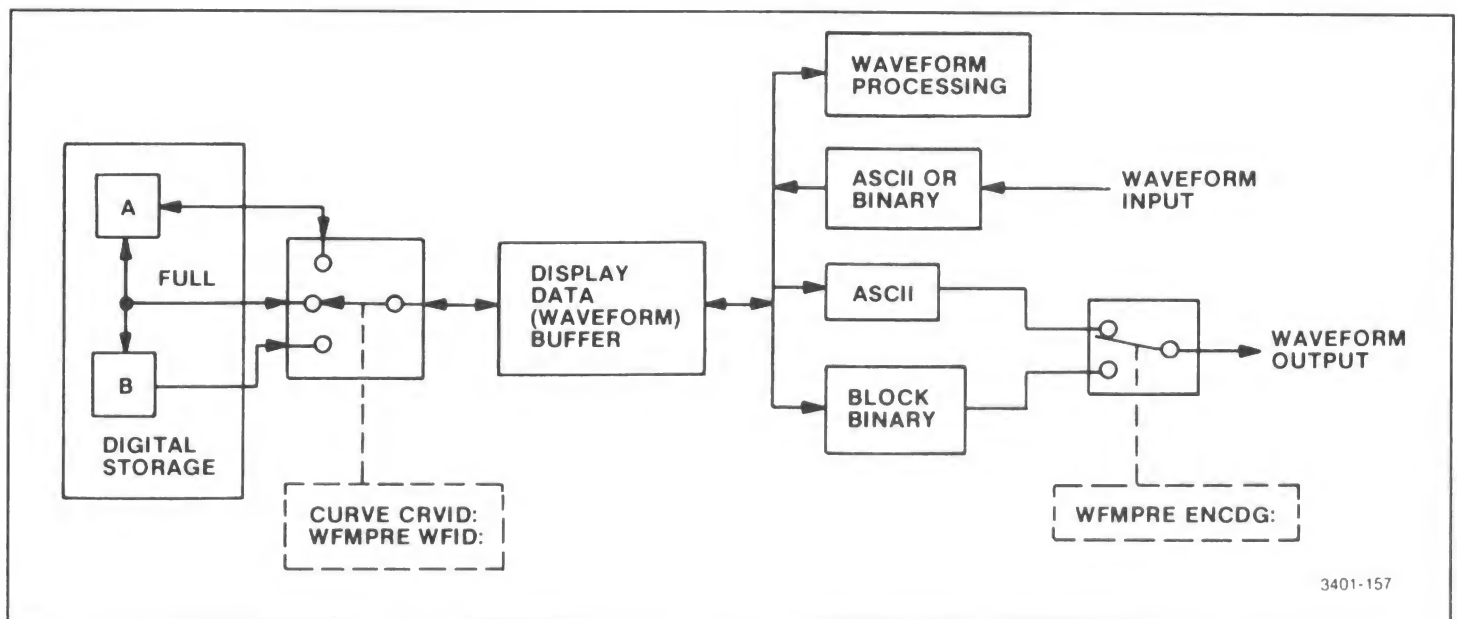 WAVEFORM
PROCESSING
A
ASCII OR
BINARY
WAVEFORM
INPUT
FULL
DISPLAY
DATA
(WAVEFORM)
BUFFER
ASCII
WAVEFORM
OUTPUT
B
BLOCK
BINARY
DIGITAL
STORAGE
CURVE CRVID:
WFMPRE WFID:
WFMPRE ENCDG:
3401-157